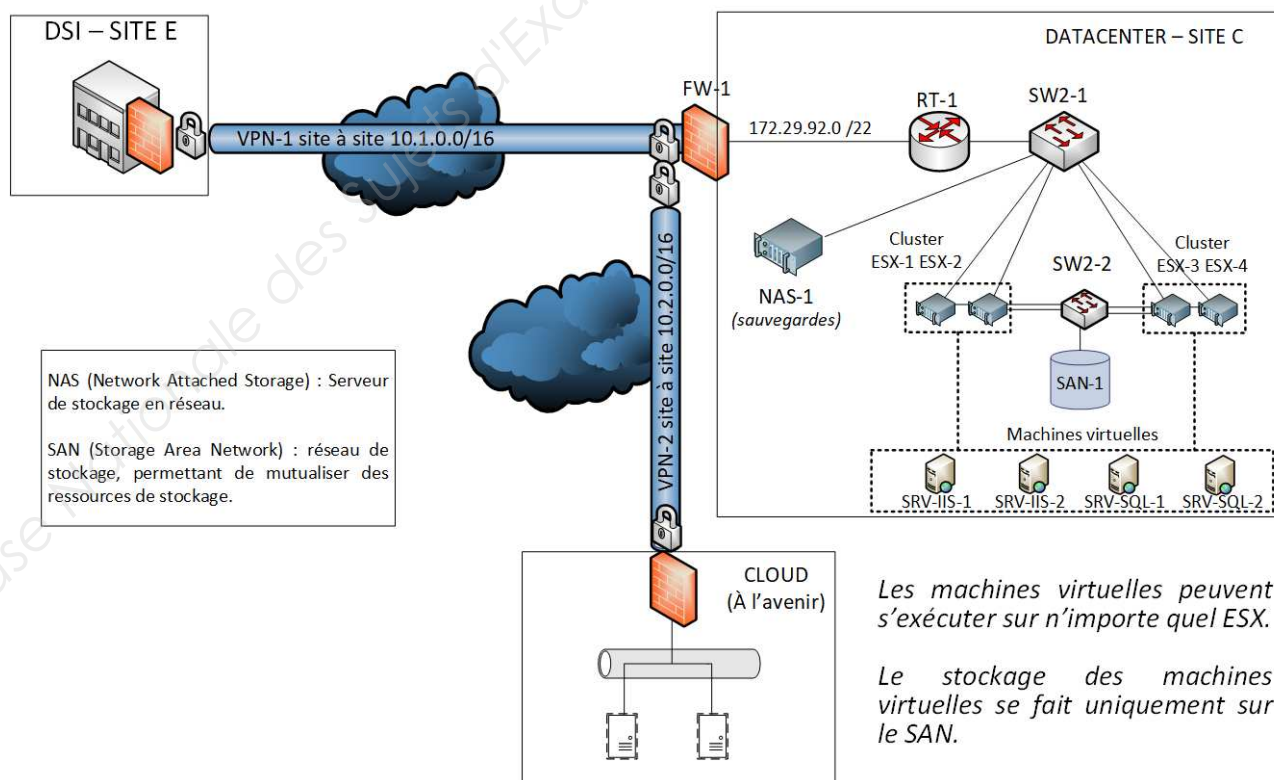 DSI – SITE E
DATACENTER – SITE C
FW-1
RT-1
SW2-1
VPN-1 site à site 10.1.0.0/16
172.29.92.0 /22
Cluster
ESX-1 ESX-2
SW2-2
Cluster
ESX-3 ESX-4
NAS-1
(sauvegardes)
SAN-1
VPN-2 site à site 10.2.0.0/16
NAS (Network Attached Storage) : Serveur
de stockage en réseau.
SAN (Storage Area Network) : réseau de
stockage, permettant de mutualiser des
ressources de stockage.
Machines virtuelles
SRV-IIS-1
SRV-IIS-2
SRV-SQL-1
SRV-SQL-2
CLOUD
(À l'avenir)
Les machines virtuelles peuvent
s'exécuter sur n'importe quel ESX.
Le stockage des machines
virtuelles se fait uniquement sur
le SAN.
ase Nationale des Sujets d'Exa